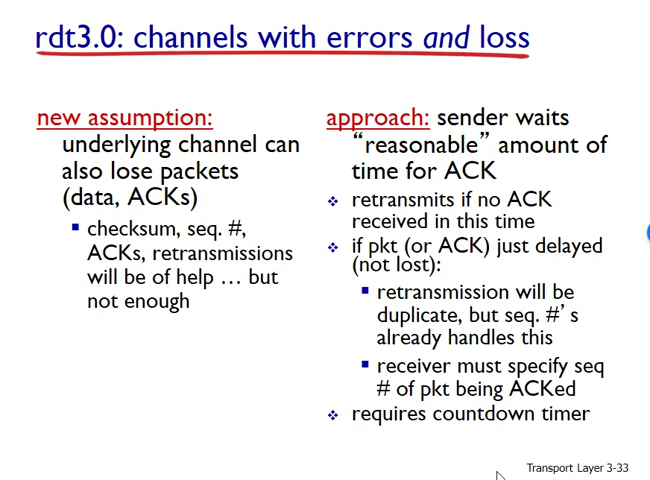 rdt3.0: channels with errors and loss
new assumption:
underlying channel can
also lose packets
(data, ACKs)
checksum, seq. #,
ACKs, retransmissions
will be of help … but
not enough
approach: sender waits
“reasonable” amount of
time for ACK
retransmits if no ACK
received in this time
if pkt (or ACK) just delayed
(not lost):
retransmission will be
duplicate, but seq. #’s
already handles this
receiver must specify seq
# of pkt being ACKed
requires countdown timer
Transport Layer 3-33